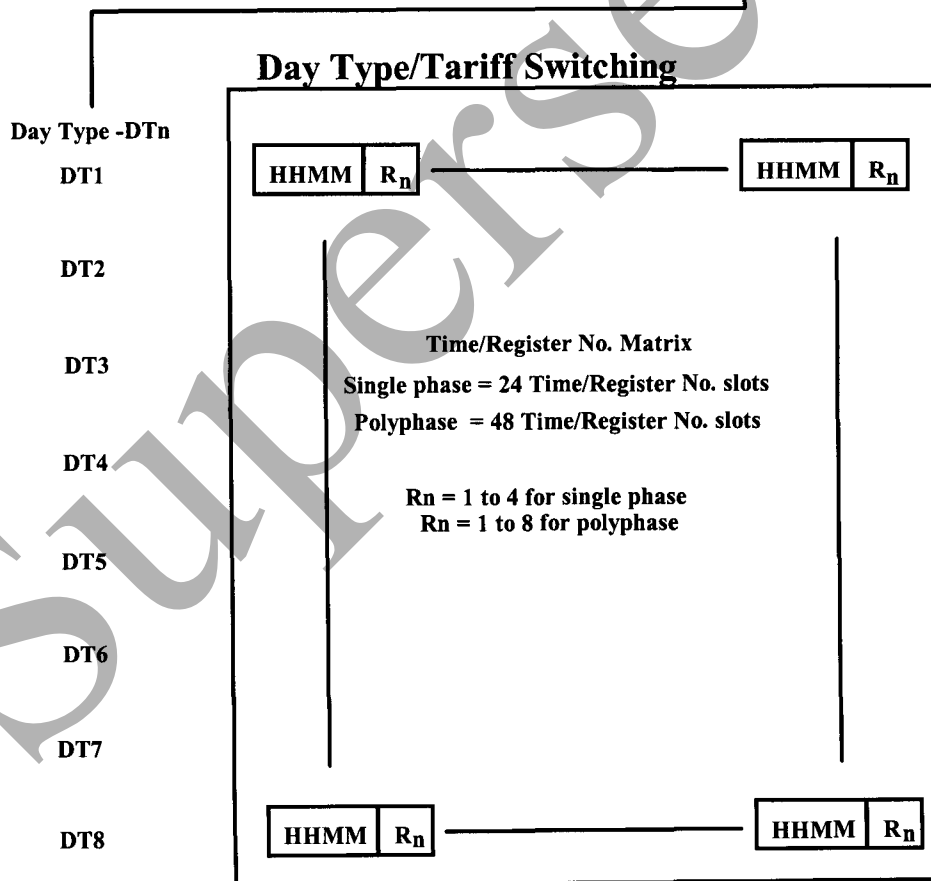 Day Type/Tariff Switching
Day Type -DTn
DT1
HHMM Rn
HHMM Rn
DT2
DT3
Time/Register No. Matrix
Single phase = 24 Time/Register No. slots
Polyphase = 48 Time/Register No. slots
DT4
Rn = 1 to 4 for single phase
Rn = 1 to 8 for polyphase
DT5
DT6
DT7
DT8
HHMM Rn
HHMM Rn
Superse